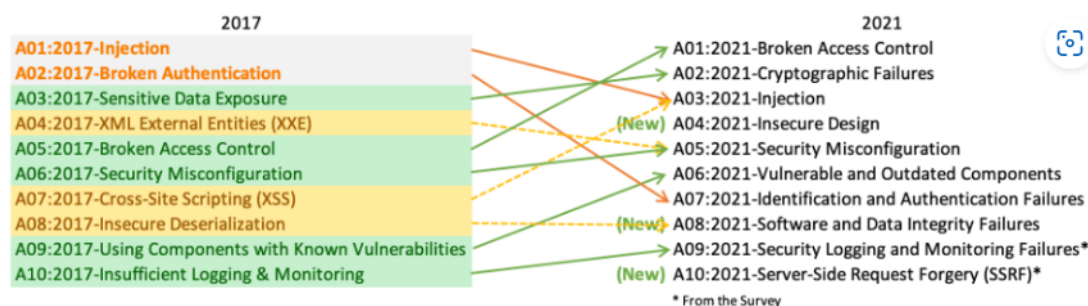 2017
A01:2017-Injection
A02:2017-Broken Authentication
A03:2017-Sensitive Data Exposure
A04:2017-XML External Entities (XXE)
A05:2017-Broken Access Control
A06:2017-Security Misconfiguration
A07:2017-Cross-Site Scripting (XSS)
A08:2017-Insecure Deserialization
A09:2017-Using Components with Known Vulnerabilities
A10:2017-Insufficient Logging & Monitoring
2021
A01:2021-Broken Access Control
A02:2021-Cryptographic Failures
A03:2021-Injection
(New) A04:2021-Insecure Design
A05:2021-Security Misconfiguration
A06:2021-Vulnerable and Outdated Components
A07:2021-Identification and Authentication Failures
(New) A08:2021-Software and Data Integrity Failures
A09:2021-Security Logging and Monitoring Failures*
(New) A10:2021-Server-Side Request Forgery (SSRF)*
* From the Survey